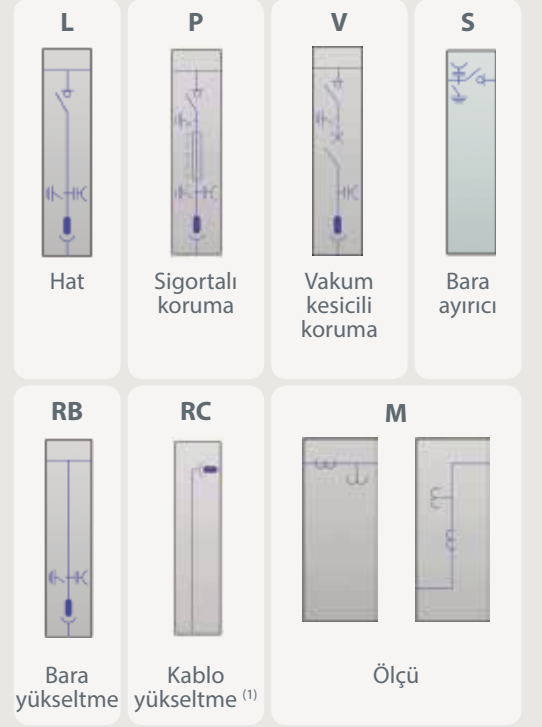 L
Hat
P
Sigortalı
koruma
V
Vakum
kesicili
koruma
S
Bara
ayırıcı
RB
Bara
yükseltme
RC
Kablo
yükseltme (1)
M
Ölçü